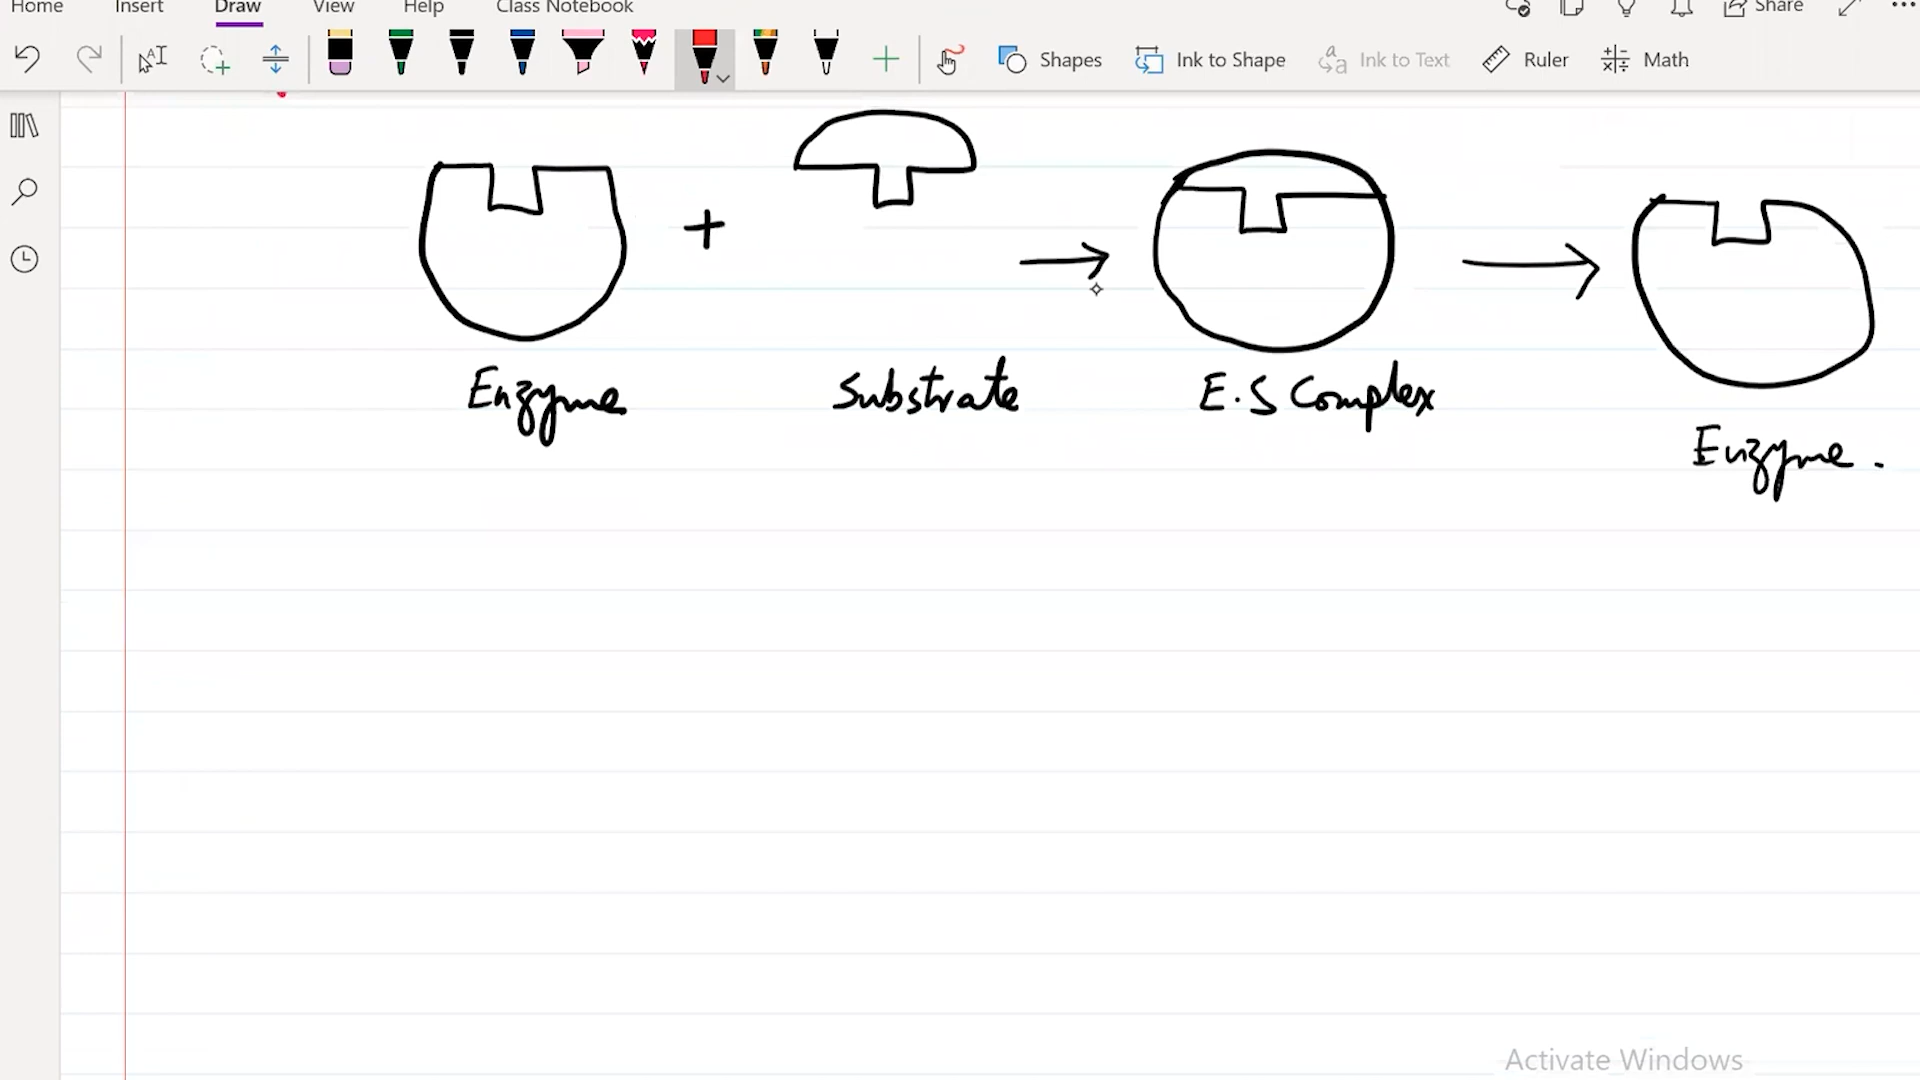 Home Insert Draw View Help Class Notebook Share
Shapes Ink to Shape Ink to Text Ruler Math
+
Enzyme Substrate E.S Complex
Enzyme.
Activate Windows